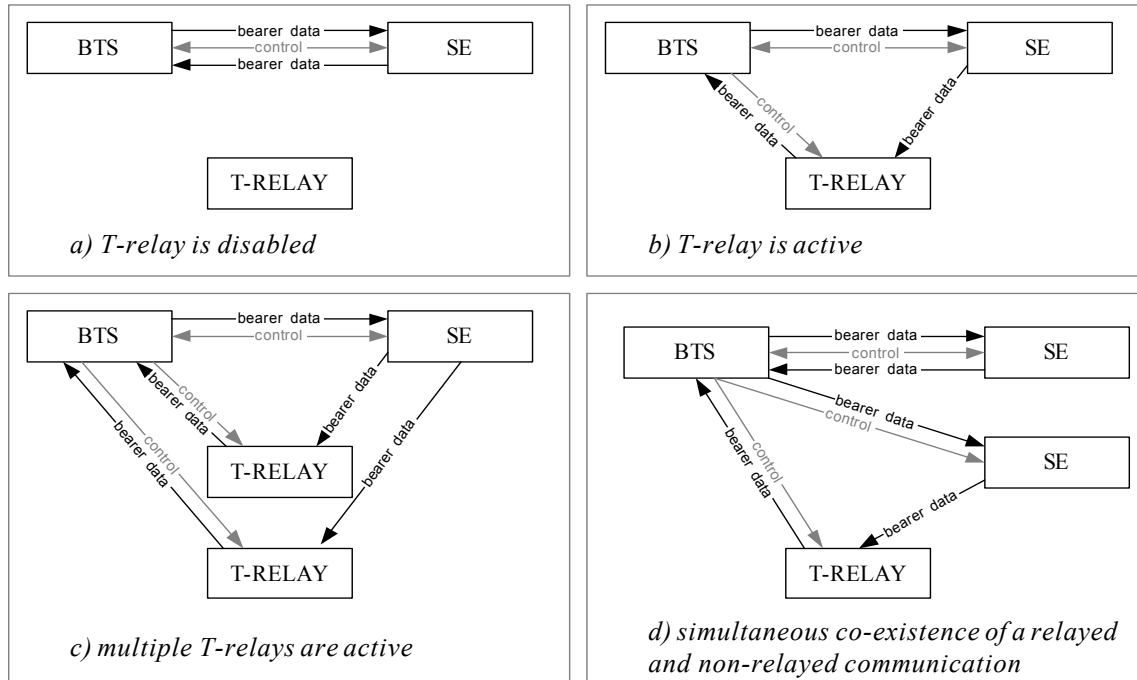 BTS
bearer data
control
bearer data
SE
T-RELAY
a) T-relay is disabled
BTS
bearer data
control
SE
control
bearer data
bearer data
T-RELAY
b) T-relay is active
BTS
bearer data
control
SE
control
bearer data
bearer data
control
bearer data
bearer data
T-RELAY
T-RELAY
c) multiple T-relays are active
BTS
bearer data
control
bearer data
SE
bearer data
control
SE
control
bearer data
bearer data
T-RELAY
d) simultaneous co-existence of a relayed
and non-relayed communication